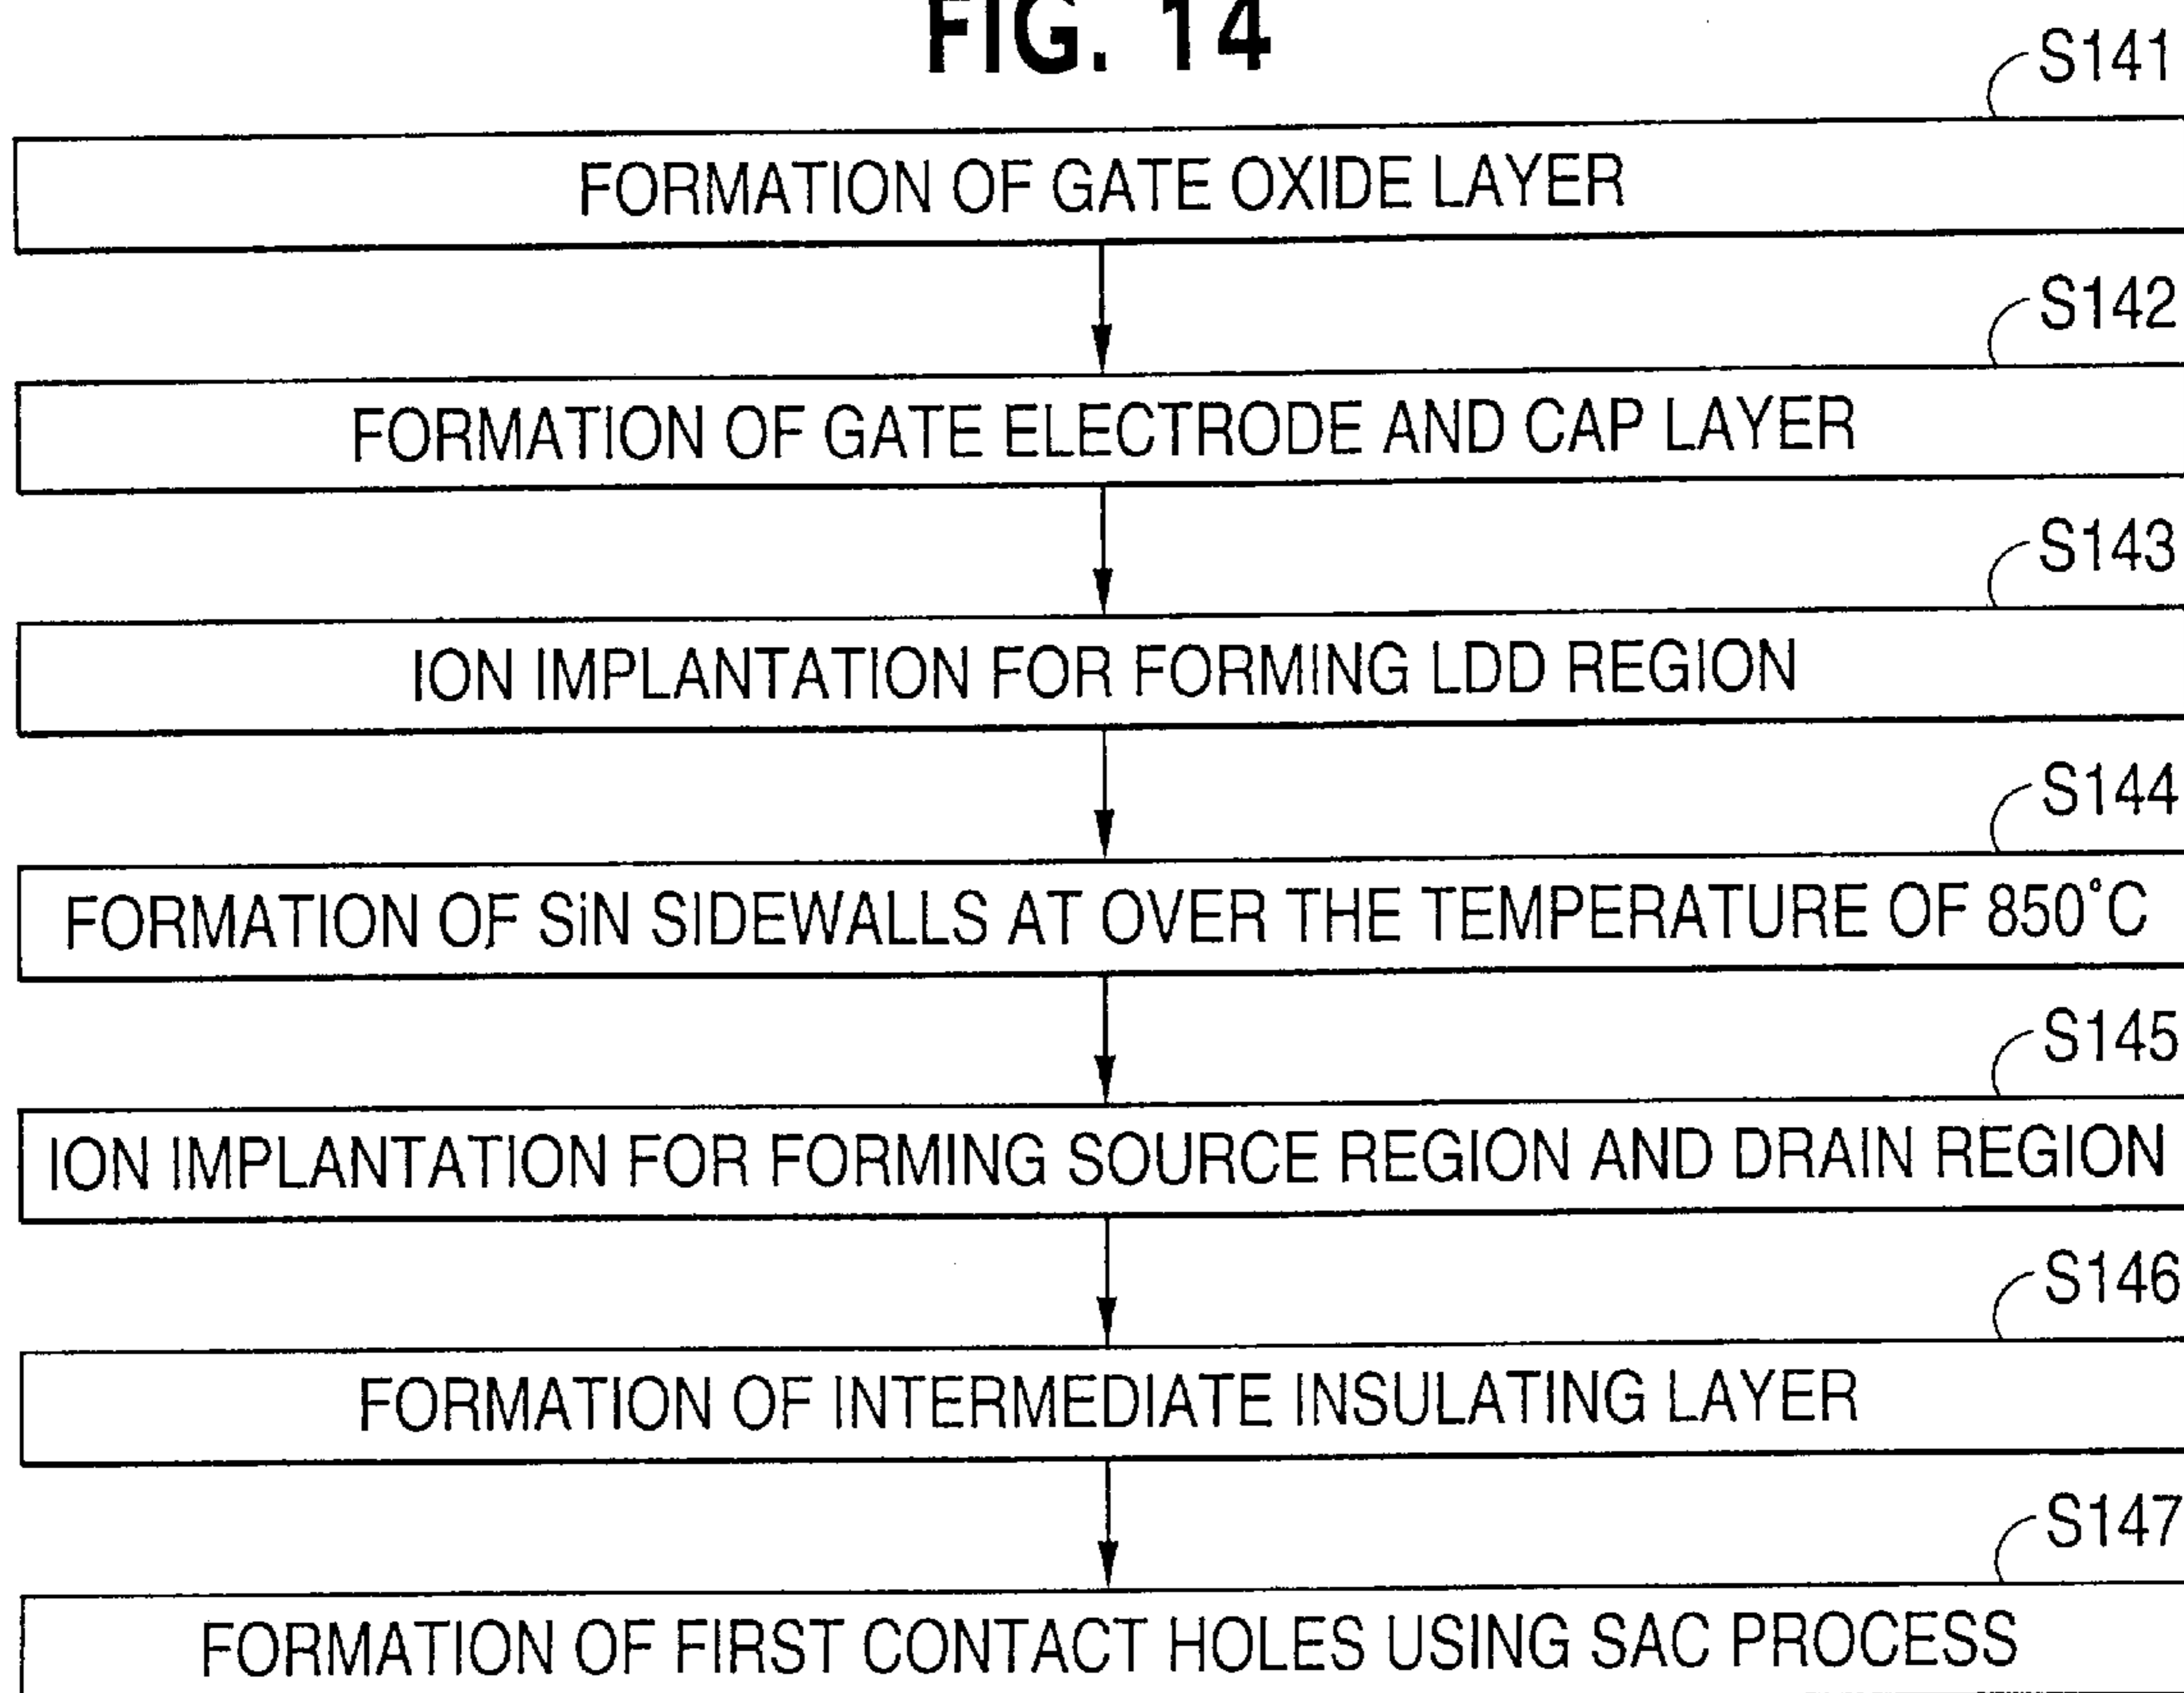 FIG. 14
S141
FORMATION OF GATE OXIDE LAYER
S142
FORMATION OF GATE ELECTRODE AND CAP LAYER
S143
ION IMPLANTATION FOR FORMING LDD REGION
S144
FORMATION OF SiN SIDEWALLS AT OVER THE TEMPERATURE OF 850°C
S145
ION IMPLANTATION FOR FORMING SOURCE REGION AND DRAIN REGION
S146
FORMATION OF INTERMEDIATE INSULATING LAYER
S147
FORMATION OF FIRST CONTACT HOLES USING SAC PROCESS